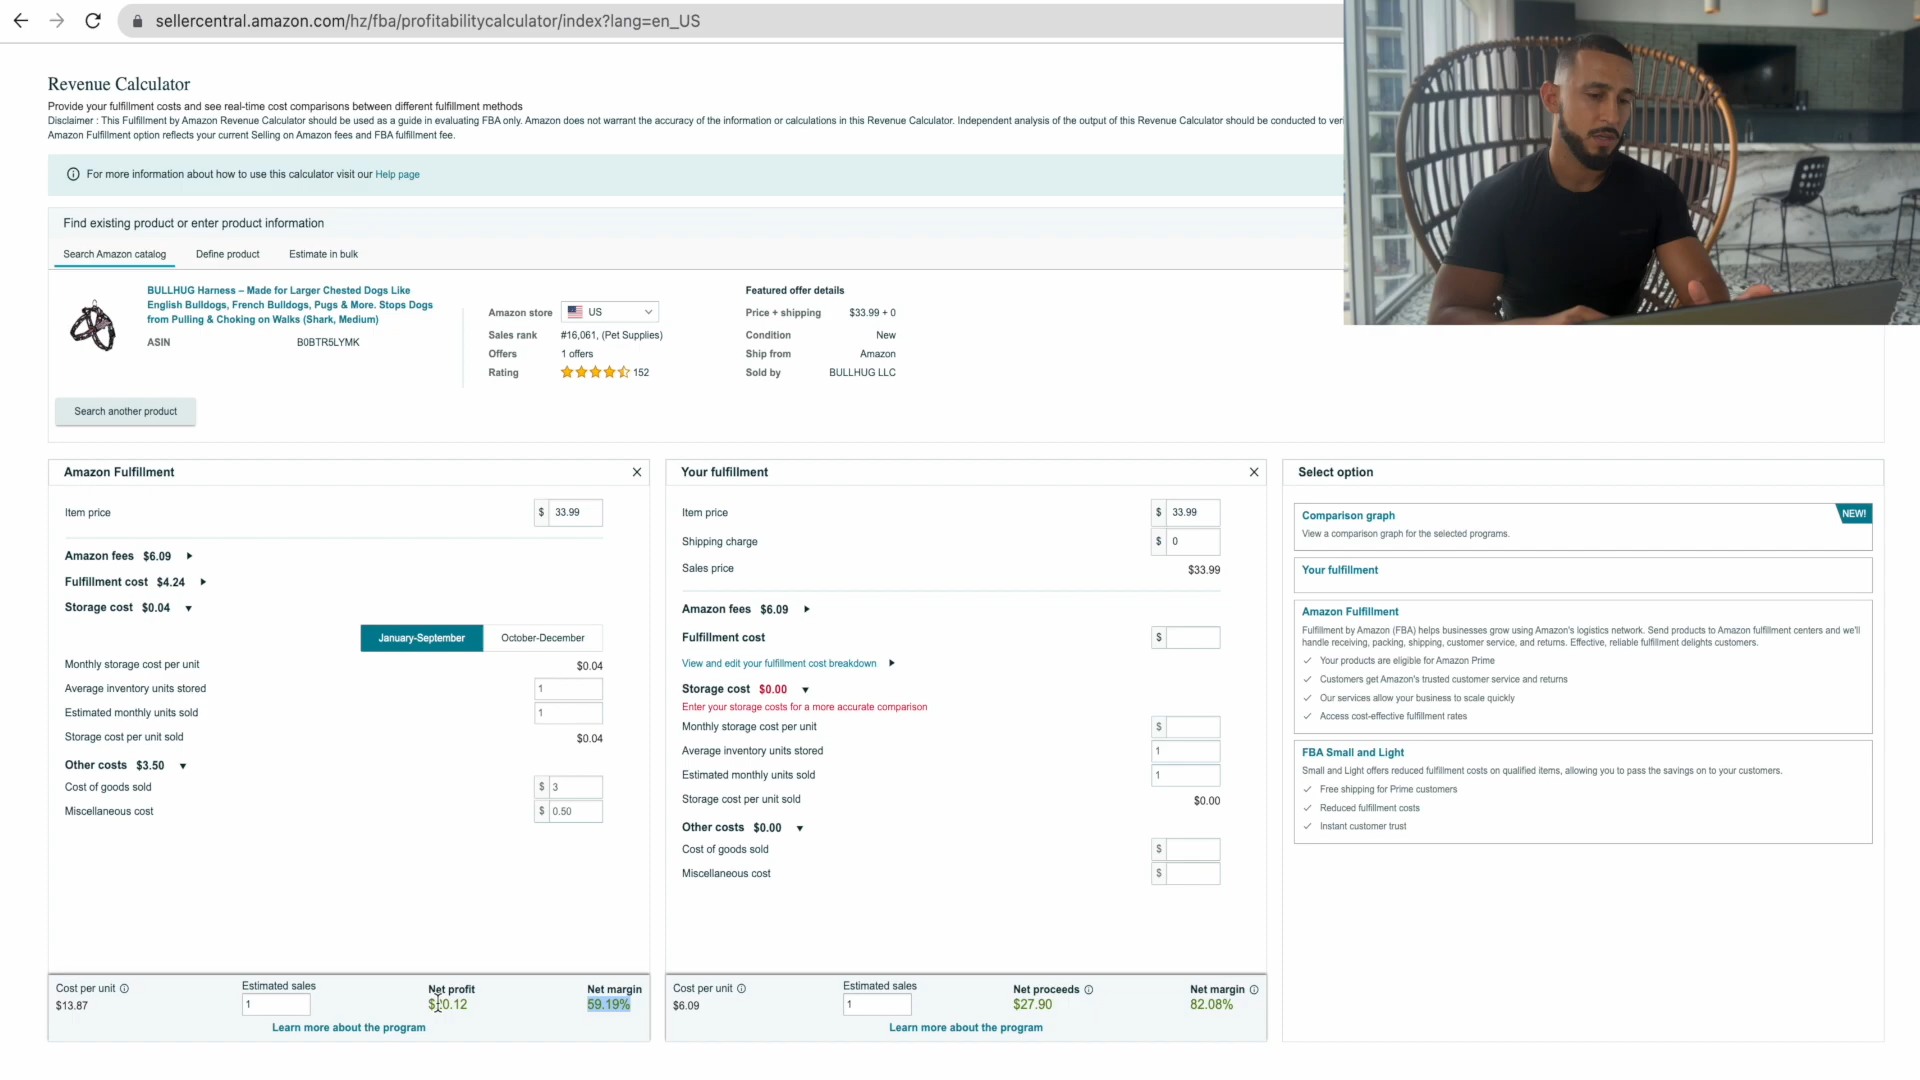 sellercentral.amazon.com/hz/fba/profitabilitycalculator/index?lang=en_US
Revenue Calculator
Provide your fulfillment costs and see real-time cost comparisons between different fulfillment methods
Disclaimer : This Fulfillment by Amazon Revenue Calculator should be used as a guide in evaluating FBA only. Amazon does not warrant the accuracy of the information or calculations in this Revenue Calculator. Independent analysis of the output of this Revenue Calculator should be conducted to ver
Amazon Fulfillment option reflects your current Selling on Amazon fees and FBA fulfillment fee.
For more information about how to use this calculator visit our Help page
Find existing product or enter product information
Search Amazon catalog Define product Estimate in bulk
BULLHUG Harness – Made for Larger Chested Dogs Like
English Bulldogs, French Bulldogs, Pugs & More. Stops Dogs
from Pulling & Choking on Walks (Shark, Medium)
ASIN B0BTR5LYMK
Amazon store US
Sales rank #16,061, (Pet Supplies)
Offers 1 offers
Rating 152
Featured offer details
Price + shipping $33.99 + 0
Condition New
Ship from Amazon
Sold by BULLHUG LLC
Search another product
Amazon Fulfillment
Item price $ 33.99
Amazon fees $6.09
Fulfillment cost $4.24
Storage cost $0.04
January-September October-December
Monthly storage cost per unit $0.04
Average inventory units stored 1
Estimated monthly units sold 1
Storage cost per unit sold $0.04
Other costs $3.50
Cost of goods sold $ 3
Miscellaneous cost $ 0.50
Cost per unit Estimated sales Net profit Net margin
$13.87 1 $20.12 59.19%
Learn more about the program
Your fulfillment
Item price $ 33.99
Shipping charge $ 0
Sales price $33.99
Amazon fees $6.09
Fulfillment cost $
View and edit your fulfillment cost breakdown
Storage cost $0.00
Enter your storage costs for a more accurate comparison
Monthly storage cost per unit $
Average inventory units stored 1
Estimated monthly units sold 1
Storage cost per unit sold $0.00
Other costs $0.00
Cost of goods sold $
Miscellaneous cost $
Cost per unit Estimated sales Net proceeds Net margin
$6.09 1 $27.90 82.08%
Learn more about the program
Select option
Comparison graph NEW!
View a comparison graph for the selected programs.
Your fulfillment
Amazon Fulfillment
Fulfillment by Amazon (FBA) helps businesses grow using Amazon's logistics network. Send products to Amazon fulfillment centers and we'll
handle receiving, packing, shipping, customer service, and returns. Effective, reliable fulfillment delights customers.
Your products are eligible for Amazon Prime
Customers get Amazon's trusted customer service and returns
Our services allow your business to scale quickly
Access cost-effective fulfillment rates
FBA Small and Light
Small and Light offers reduced fulfillment costs on qualified items, allowing you to pass the savings on to your customers.
Free shipping for Prime customers
Reduced fulfillment costs
Instant customer trust